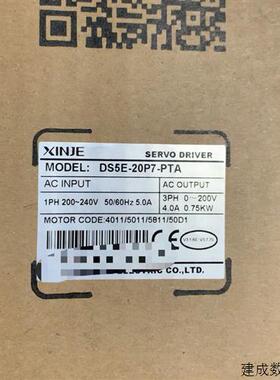 XINJE
SERVO DRIVER
MODEL: DS5E-20P7-PTA
AC INPUT
AC OUTPUT
1PH 200~240V 50/60Hz 5.0A
3PH 0~200V
4.0A 0.75KW
MOTOR CODE:4011/5011/5811/50D1
ELECTRIC CO.,LTD.
建成数